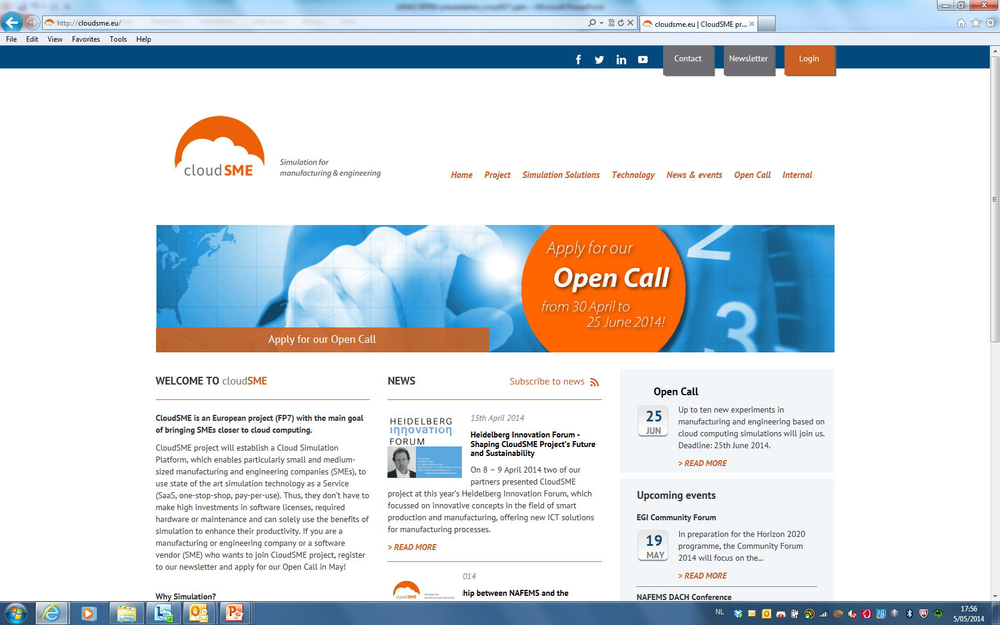 http://cloudsme.eu/
cloudsme.eu | CloudSME pr...
File Edit View Favorites Tools Help
Contact
Newsletter
Login
cloudSME
Simulation for
manufacturing & engineering
Home Project Simulation Solutions Technology News & events Open Call Internal
Apply for our
Open Call
from 30 April to
25 June 2014!
2
3
Apply for our Open Call
WELCOME TO cloudSME
CloudSME is an European project (FP7) with the main goal
of bringing SMEs closer to cloud computing.
CloudSME project will establish a Cloud Simulation
Platform, which enables particularly small and medium-
sized manufacturing and engineering companies (SMEs), to
use state of the art simulation technology as a Service
(SaaS, one-stop-shop, pay-per-use). Thus, they don't have to
make high investments in software licenses, required
hardware or maintenance and can solely use the benefits of
simulation to enhance their productivity. If you are a
manufacturing or engineering company or a software
vendor (SME) who wants to join CloudSME project, register
to our newsletter and apply for our Open Call in May!
Why Simulation?
NEWS
Subscribe to news
HEIDELBERG
innovation
FORUM
15th April 2014
Heidelberg Innovation Forum -
Shaping CloudSME Project's Future
and Sustainability
On 8 – 9 April 2014 two of our
partners presented CloudSME
project at this year's Heidelberg Innovation Forum, which
focussed on innovative concepts in the field of smart
production and manufacturing, offering new ICT solutions
for manufacturing processes.
> READ MORE
014
cloudSME
Simulation for
manufacturing & engineering
hip between NAFEMS and the
Open Call
25
JUN
Up to ten new experiments in
manufacturing and engineering based on
cloud computing simulations will join us.
Deadline: 25th June 2014.
> READ MORE
Upcoming events
EGI Community Forum
19
MAY
In preparation for the Horizon 2020
programme, the Community Forum
2014 will focus on the...
> READ MORE
NAFEMS DACH Conference
NL
17:56
5/05/2014